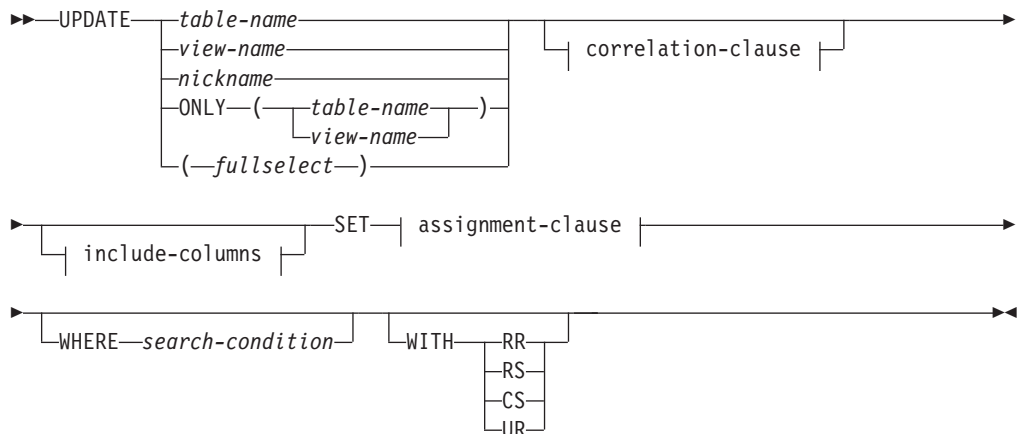 UPDATE table-name
view-name correlation-clause
nickname
ONLY ( table-name )
view-name
( fullselect )
SET assignment-clause
include-columns
WHERE search-condition WITH RR
RS
CS
UR